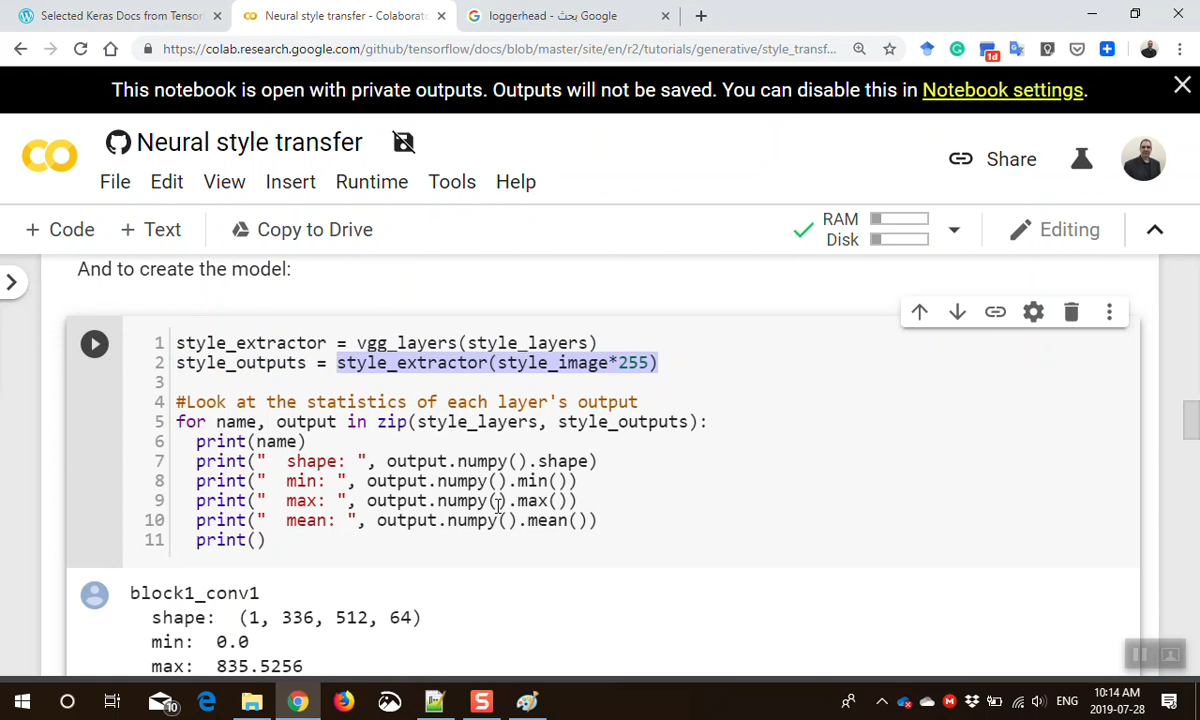 Selected Keras Docs from Tensor
Neural style transfer - Colaborato
loggerhead - بحث Google
https://colab.research.google.com/github/tensorflow/docs/blob/master/site/en/r2/tutorials/generative/style_transf...
1d
This notebook is open with private outputs. Outputs will not be saved. You can disable this in Notebook settings.
Neural style transfer
Share
File Edit View Insert Runtime Tools Help
+ Code + Text Copy to Drive
RAM
Disk
Editing
And to create the model:
1 style_extractor = vgg_layers(style_layers)
2 style_outputs = style_extractor(style_image*255)
3
4 #Look at the statistics of each layer's output
5 for name, output in zip(style_layers, style_outputs):
6 print(name)
7 print(" shape: ", output.numpy().shape)
8 print(" min: ", output.numpy().min())
9 print(" max: ", output.numpy().max())
10 print(" mean: ", output.numpy().mean())
11 print()
block1_conv1
shape: (1, 336, 512, 64)
min: 0.0
max: 835.5256
10
ENG
10:14 AM
2019-07-28